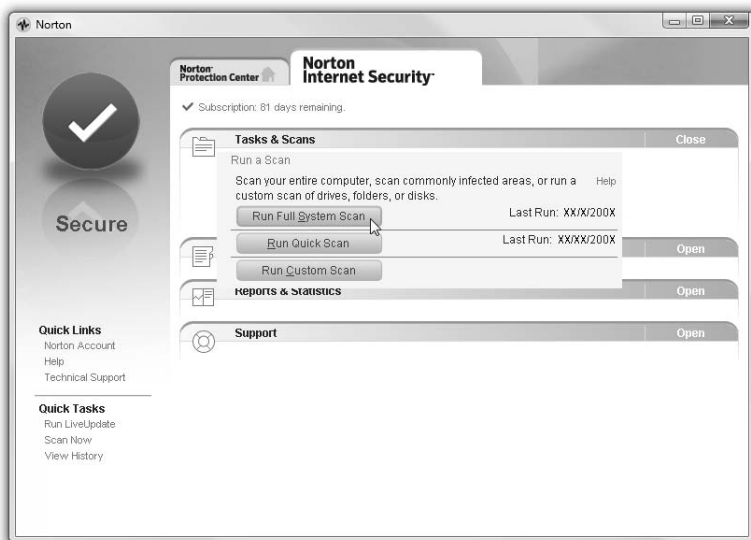 Norton
Norton
Protection Center
Norton
Internet Security
Subscription: 81 days remaining.
Tasks & Scans
Close
Run a Scan
Scan your entire computer, scan commonly infected areas, or run a
custom scan of drives, folders, or disks.
Help
Run Full System Scan
Last Run: XX/X/200X
Run Quick Scan
Last Run: XX/XX/200X
Run Custom Scan
Open
Reports & Statistics
Open
Support
Open
Secure
Quick Links
Norton Account
Help
Technical Support
Quick Tasks
Run LiveUpdate
Scan Now
View History